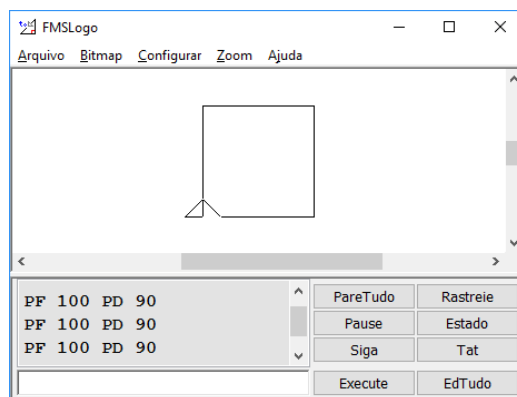 FMSLogo
Arquivo Bitmap Configurar Zoom Ajuda
PF 100 PD 90
PF 100 PD 90
PF 100 PD 90
PareTudo Rastreie
Pause Estado
Siga Tat
Execute EdTudo